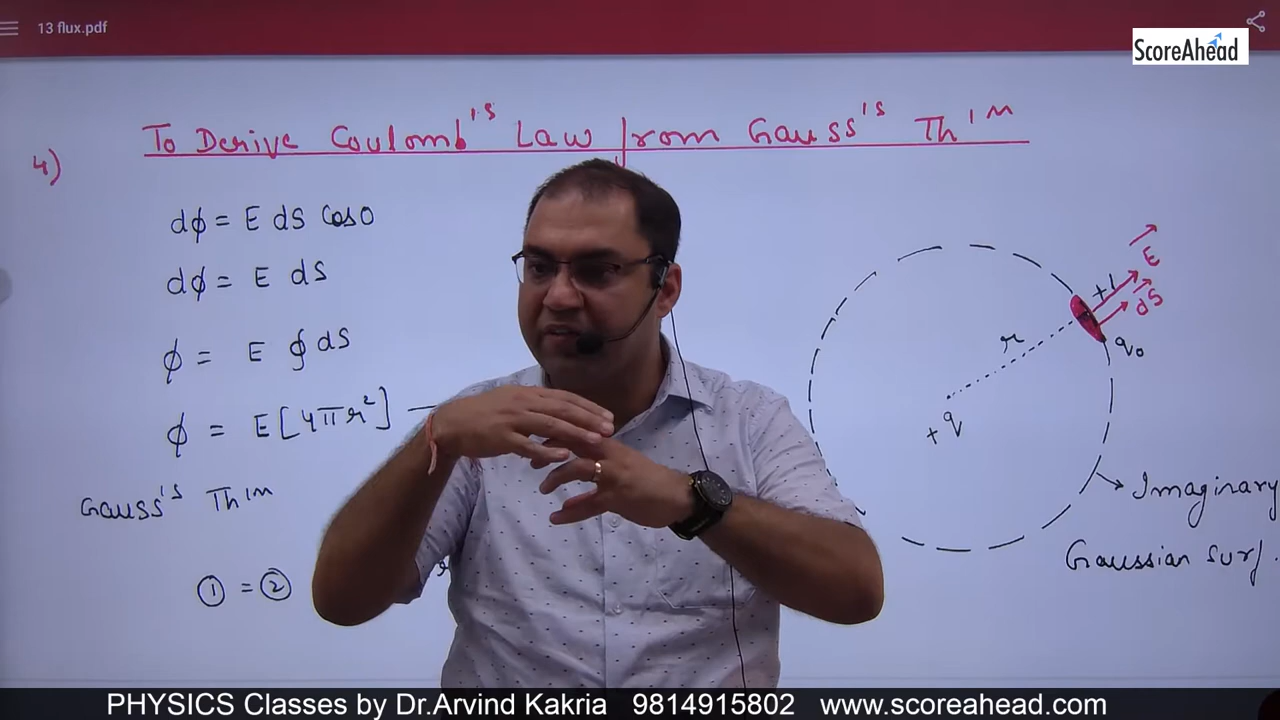 13 flux.pdf
ScoreAhead
4) To Derive Coulomb's Law from Gauss's Th'm
dϕ = E dS Cos0
dϕ = E dS
ϕ = E ∮ dS
ϕ = E[4πr²] —
Gauss's Th'm
① = ②
E
+1
dS
r
q₀
+q
Imaginary
Gaussian Surf.
PHYSICS Classes by Dr.Arvind Kakria 9814915802 www.scoreahead.com